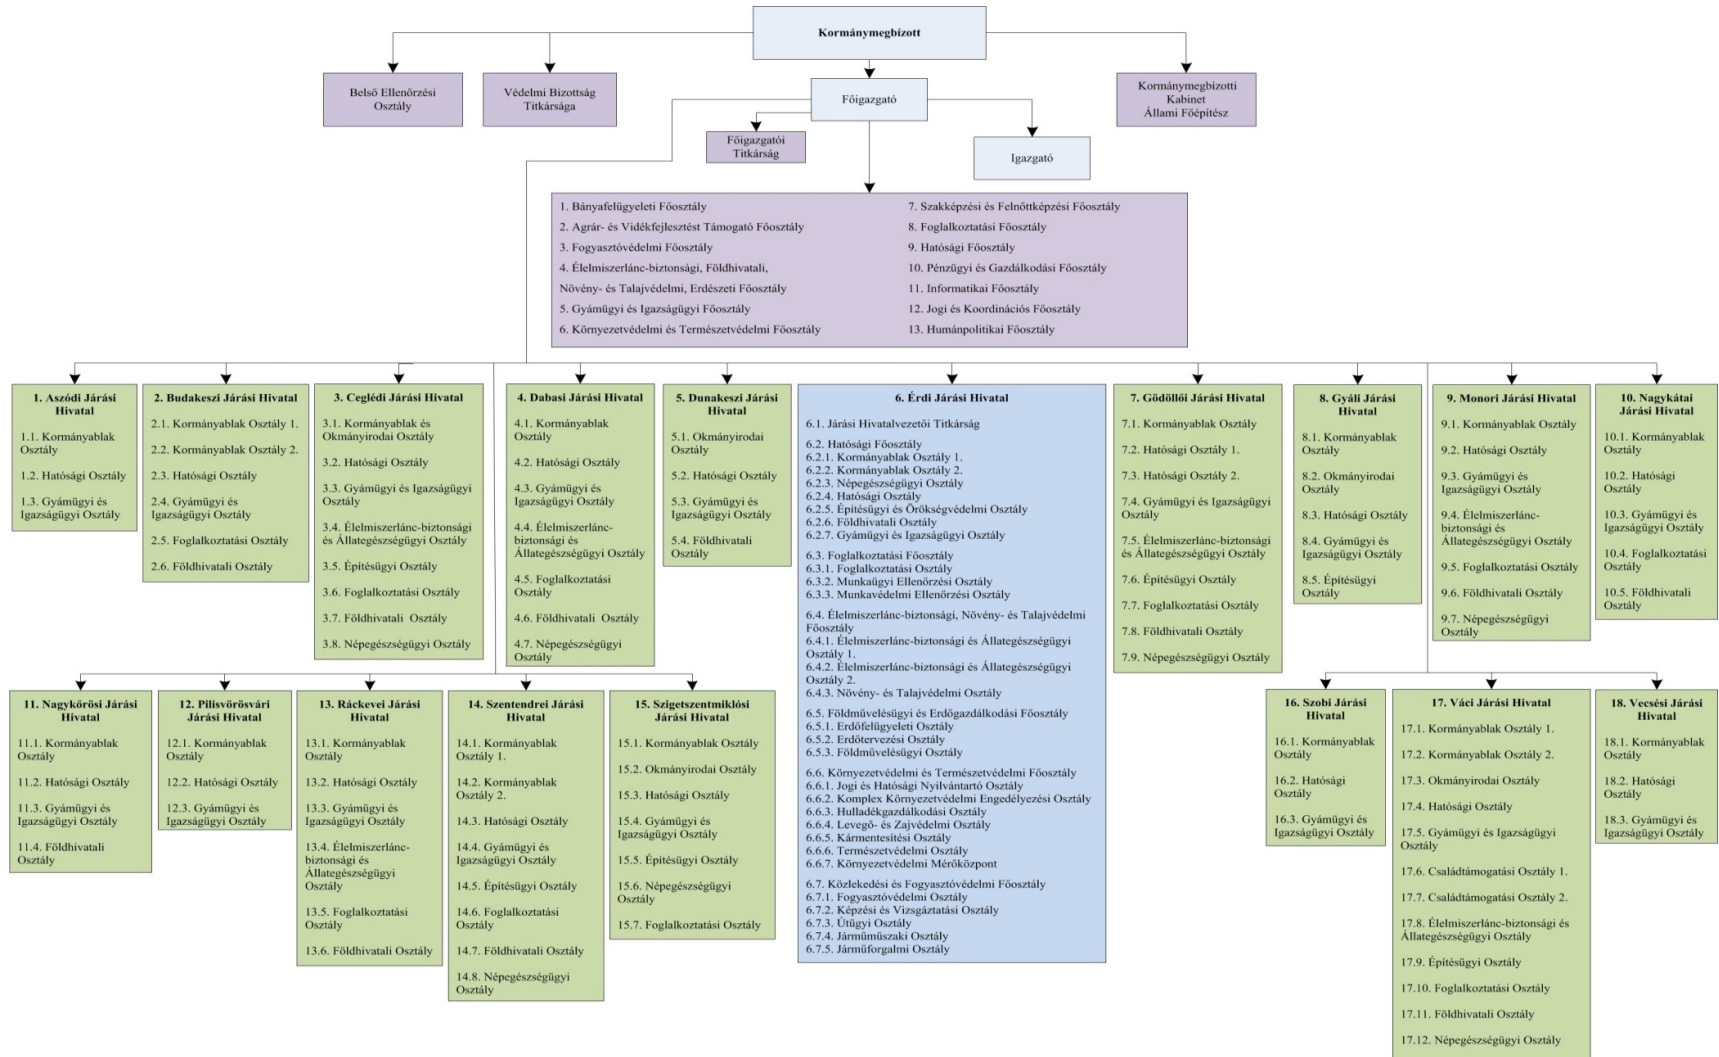 Kormánymegbízott
Belső Ellenőrzési
Osztály
Védelmi Bizottság
Titkársága
Kormánymegbízotti
Kabinet
Állami Főépítész
Főigazgató
Főigazgatói
Titkárság
Igazgató
1. Bányafelügyeleti Főosztály
2. Agrár- és Vidékfejlesztést Támogató Főosztály
3. Fogyasztóvédelmi Főosztály
4. Élelmiszerlánc-biztonsági, Földhivatali,
Növény- és Talajvédelmi, Erdészeti Főosztály
5. Gyámügyi és Igazságügyi Főosztály
6. Környezetvédelmi és Természetvédelmi Főosztály
7. Szakképzési és Felnőttképzési Főosztály
8. Foglalkoztatási Főosztály
9. Hatósági Főosztály
10. Pénzügyi és Gazdálkodási Főosztály
11. Informatikai Főosztály
12. Jogi és Koordinációs Főosztály
13. Humánpolitikai Főosztály
1. Aszódi Járási
Hivatal
1.1. Kormányablak
Osztály
1.2. Hatósági Osztály
1.3. Gyámügyi és
Igazságügyi Osztály
2. Budakeszi Járási Hivatal
2.1. Kormányablak Osztály 1.
2.2. Kormányablak Osztály 2.
2.3. Hatósági Osztály
2.4. Gyámügyi és
Igazságügyi Osztály
2.5. Foglalkoztatási Osztály
2.6. Földhivatali Osztály
3. Ceglédi Járási Hivatal
3.1. Kormányablak és
Okmányirodai Osztály
3.2. Hatósági Osztály
3.3. Gyámügyi és Igazságügyi
Osztály
3.4. Élelmiszerlánc-biztonsági
és Állategészségügyi Osztály
3.5. Építésügyi Osztály
3.6. Foglalkoztatási Osztály
3.7. Földhivatali Osztály
3.8. Népegészségügyi Osztály
4. Dabasi Járási Hivatal
4.1. Kormányablak
Osztály
4.2. Hatósági Osztály
4.3. Gyámügyi és
Igazságügyi Osztály
4.4. Élelmiszerlánc-
biztonsági és
Állategészségügyi Osztály
4.5. Foglalkoztatási
Osztály
4.6. Földhivatali Osztály
4.7. Népegészségügyi
Osztály
5. Dunakeszi Járási
Hivatal
5.1. Okmányirodai
Osztály
5.2. Hatósági Osztály
5.3. Gyámügyi és
Igazságügyi Osztály
5.4. Földhivatali
Osztály
6. Érdi Járási Hivatal
6.1. Járási Hivatalvezetői Titkárság
6.2. Hatósági Főosztály
6.2.1. Kormányablak Osztály 1.
6.2.2. Kormányablak Osztály 2.
6.2.3. Népegészségügyi Osztály
6.2.4. Hatósági Osztály
6.2.5. Építésügyi és Örökségvédelmi Osztály
6.2.6. Földhivatali Osztály
6.2.7. Gyámügyi és Igazságügyi Osztály
6.3. Foglalkoztatási Főosztály
6.3.1. Foglalkoztatási Osztály
6.3.2. Munkaügyi Ellenőrzési Osztály
6.3.3. Munkavédelmi Ellenőrzési Osztály
6.4. Élelmiszerlánc-biztonsági, Növény- és Talajvédelmi
Főosztály
6.4.1. Élelmiszerlánc-biztonsági és Állategészségügyi
Osztály 1.
6.4.2. Élelmiszerlánc-biztonsági és Állategészségügyi
Osztály 2.
6.4.3. Növény- és Talajvédelmi Osztály
6.5. Földművelésügyi és Erdőgazdálkodási Főosztály
6.5.1. Erdőfelügyeleti Osztály
6.5.2. Erdőtervezési Osztály
6.5.3. Földművelésügyi Osztály
6.6. Környezetvédelmi és Természetvédelmi Főosztály
6.6.1. Jogi és Hatósági Nyilvántartó Osztály
6.6.2. Komplex Környezetvédelmi Engedélyezési Osztály
6.6.3. Hulladékgazdálkodási Osztály
6.6.4. Levegő- és Zajvédelmi Osztály
6.6.5. Kármentesítési Osztály
6.6.6. Természetvédelmi Osztály
6.6.7. Környezetvédelmi Mérőközpont
6.7. Közlekedési és Fogyasztóvédelmi Főosztály
6.7.1. Fogyasztóvédelmi Osztály
6.7.2. Képzési és Vizsgáztatási Osztály
6.7.3. Útügyi Osztály
6.7.4. Járműműszaki Osztály
6.7.5. Járműforgalmi Osztály
7. Gödöllői Járási Hivatal
7.1. Kormányablak Osztály
7.2. Hatósági Osztály 1.
7.3. Hatósági Osztály 2.
7.4. Gyámügyi és Igazságügyi
Osztály
7.5. Élelmiszerlánc-biztonsági
és Állategészségügyi Osztály
7.6. Építésügyi Osztály
7.7. Foglalkoztatási Osztály
7.8. Földhivatali Osztály
7.9. Népegészségügyi Osztály
8. Gyáli Járási
Hivatal
8.1. Kormányablak
Osztály
8.2. Okmányirodai
Osztály
8.3. Hatósági Osztály
8.4. Gyámügyi és
Igazságügyi Osztály
8.5. Építésügyi
Osztály
9. Monori Járási Hivatal
9.1. Kormányablak Osztály
9.2. Hatósági Osztály
9.3. Gyámügyi és
Igazságügyi Osztály
9.4. Élelmiszerlánc-
biztonsági és
Állategészségügyi Osztály
9.5. Foglalkoztatási Osztály
9.6. Földhivatali Osztály
9.7. Népegészségügyi
Osztály
10. Nagykátai
Járási Hivatal
10.1. Kormányablak
Osztály
10.2. Hatósági
Osztály
10.3. Gyámügyi
és Igazságügyi
Osztály
10.4. Foglalkoztatási
Osztály
10.5. Földhivatali
Osztály
11. Nagykőrösi Járási
Hivatal
11.1. Kormányablak
Osztály
11.2. Hatósági Osztály
11.3. Gyámügyi és
Igazságügyi Osztály
11.4. Földhivatali
Osztály
12. Pilisvörösvári
Járási Hivatal
12.1. Kormányablak
Osztály
12.2. Hatósági Osztály
12.3. Gyámügyi és
Igazságügyi Osztály
13. Ráckevei Járási
Hivatal
13.1. Kormányablak
Osztály
13.2. Hatósági Osztály
13.3. Gyámügyi és
Igazságügyi Osztály
13.4. Élelmiszerlánc-
biztonsági és
Állategészségügyi
Osztály
13.5. Foglalkoztatási
Osztály
13.6. Földhivatali Osztály
14. Szentendrei Járási
Hivatal
14.1. Kormányablak
Osztály 1.
14.2. Kormányablak
Osztály 2.
14.3. Hatósági Osztály
14.4. Gyámügyi és
Igazságügyi Osztály
14.5. Építésügyi Osztály
14.6. Foglalkoztatási
Osztály
14.7. Földhivatali Osztály
14.8. Népegészségügyi
Osztály
15. Szigetszentmiklósi
Járási Hivatal
15.1. Kormányablak Osztály
15.2. Okmányirodai Osztály
15.3. Hatósági Osztály
15.4. Gyámügyi és
Igazságügyi Osztály
15.5. Építésügyi Osztály
15.6. Népegészségügyi
Osztály
15.7. Foglalkoztatási Osztály
16. Szobi Járási
Hivatal
16.1. Kormányablak
Osztály
16.2. Hatósági
Osztály
16.3. Gyámügyi és
Igazságügyi Osztály
17. Váci Járási Hivatal
17.1. Kormányablak Osztály 1.
17.2. Kormányablak Osztály 2.
17.3. Okmányirodai Osztály
17.4. Hatósági Osztály
17.5. Gyámügyi és Igazságügyi
Osztály
17.6. Családtámogatási Osztály 1.
17.7. Családtámogatási Osztály 2.
17.8. Élelmiszerlánc-biztonsági és
Állategészségügyi Osztály
17.9. Építésügyi Osztály
17.10. Foglalkoztatási Osztály
17.11. Földhivatali Osztály
17.12. Népegészségügyi Osztály
18. Vecsési Járási
Hivatal
18.1. Kormányablak
Osztály
18.2. Hatósági
Osztály
18.3. Gyámügyi és
Igazságügyi Osztály